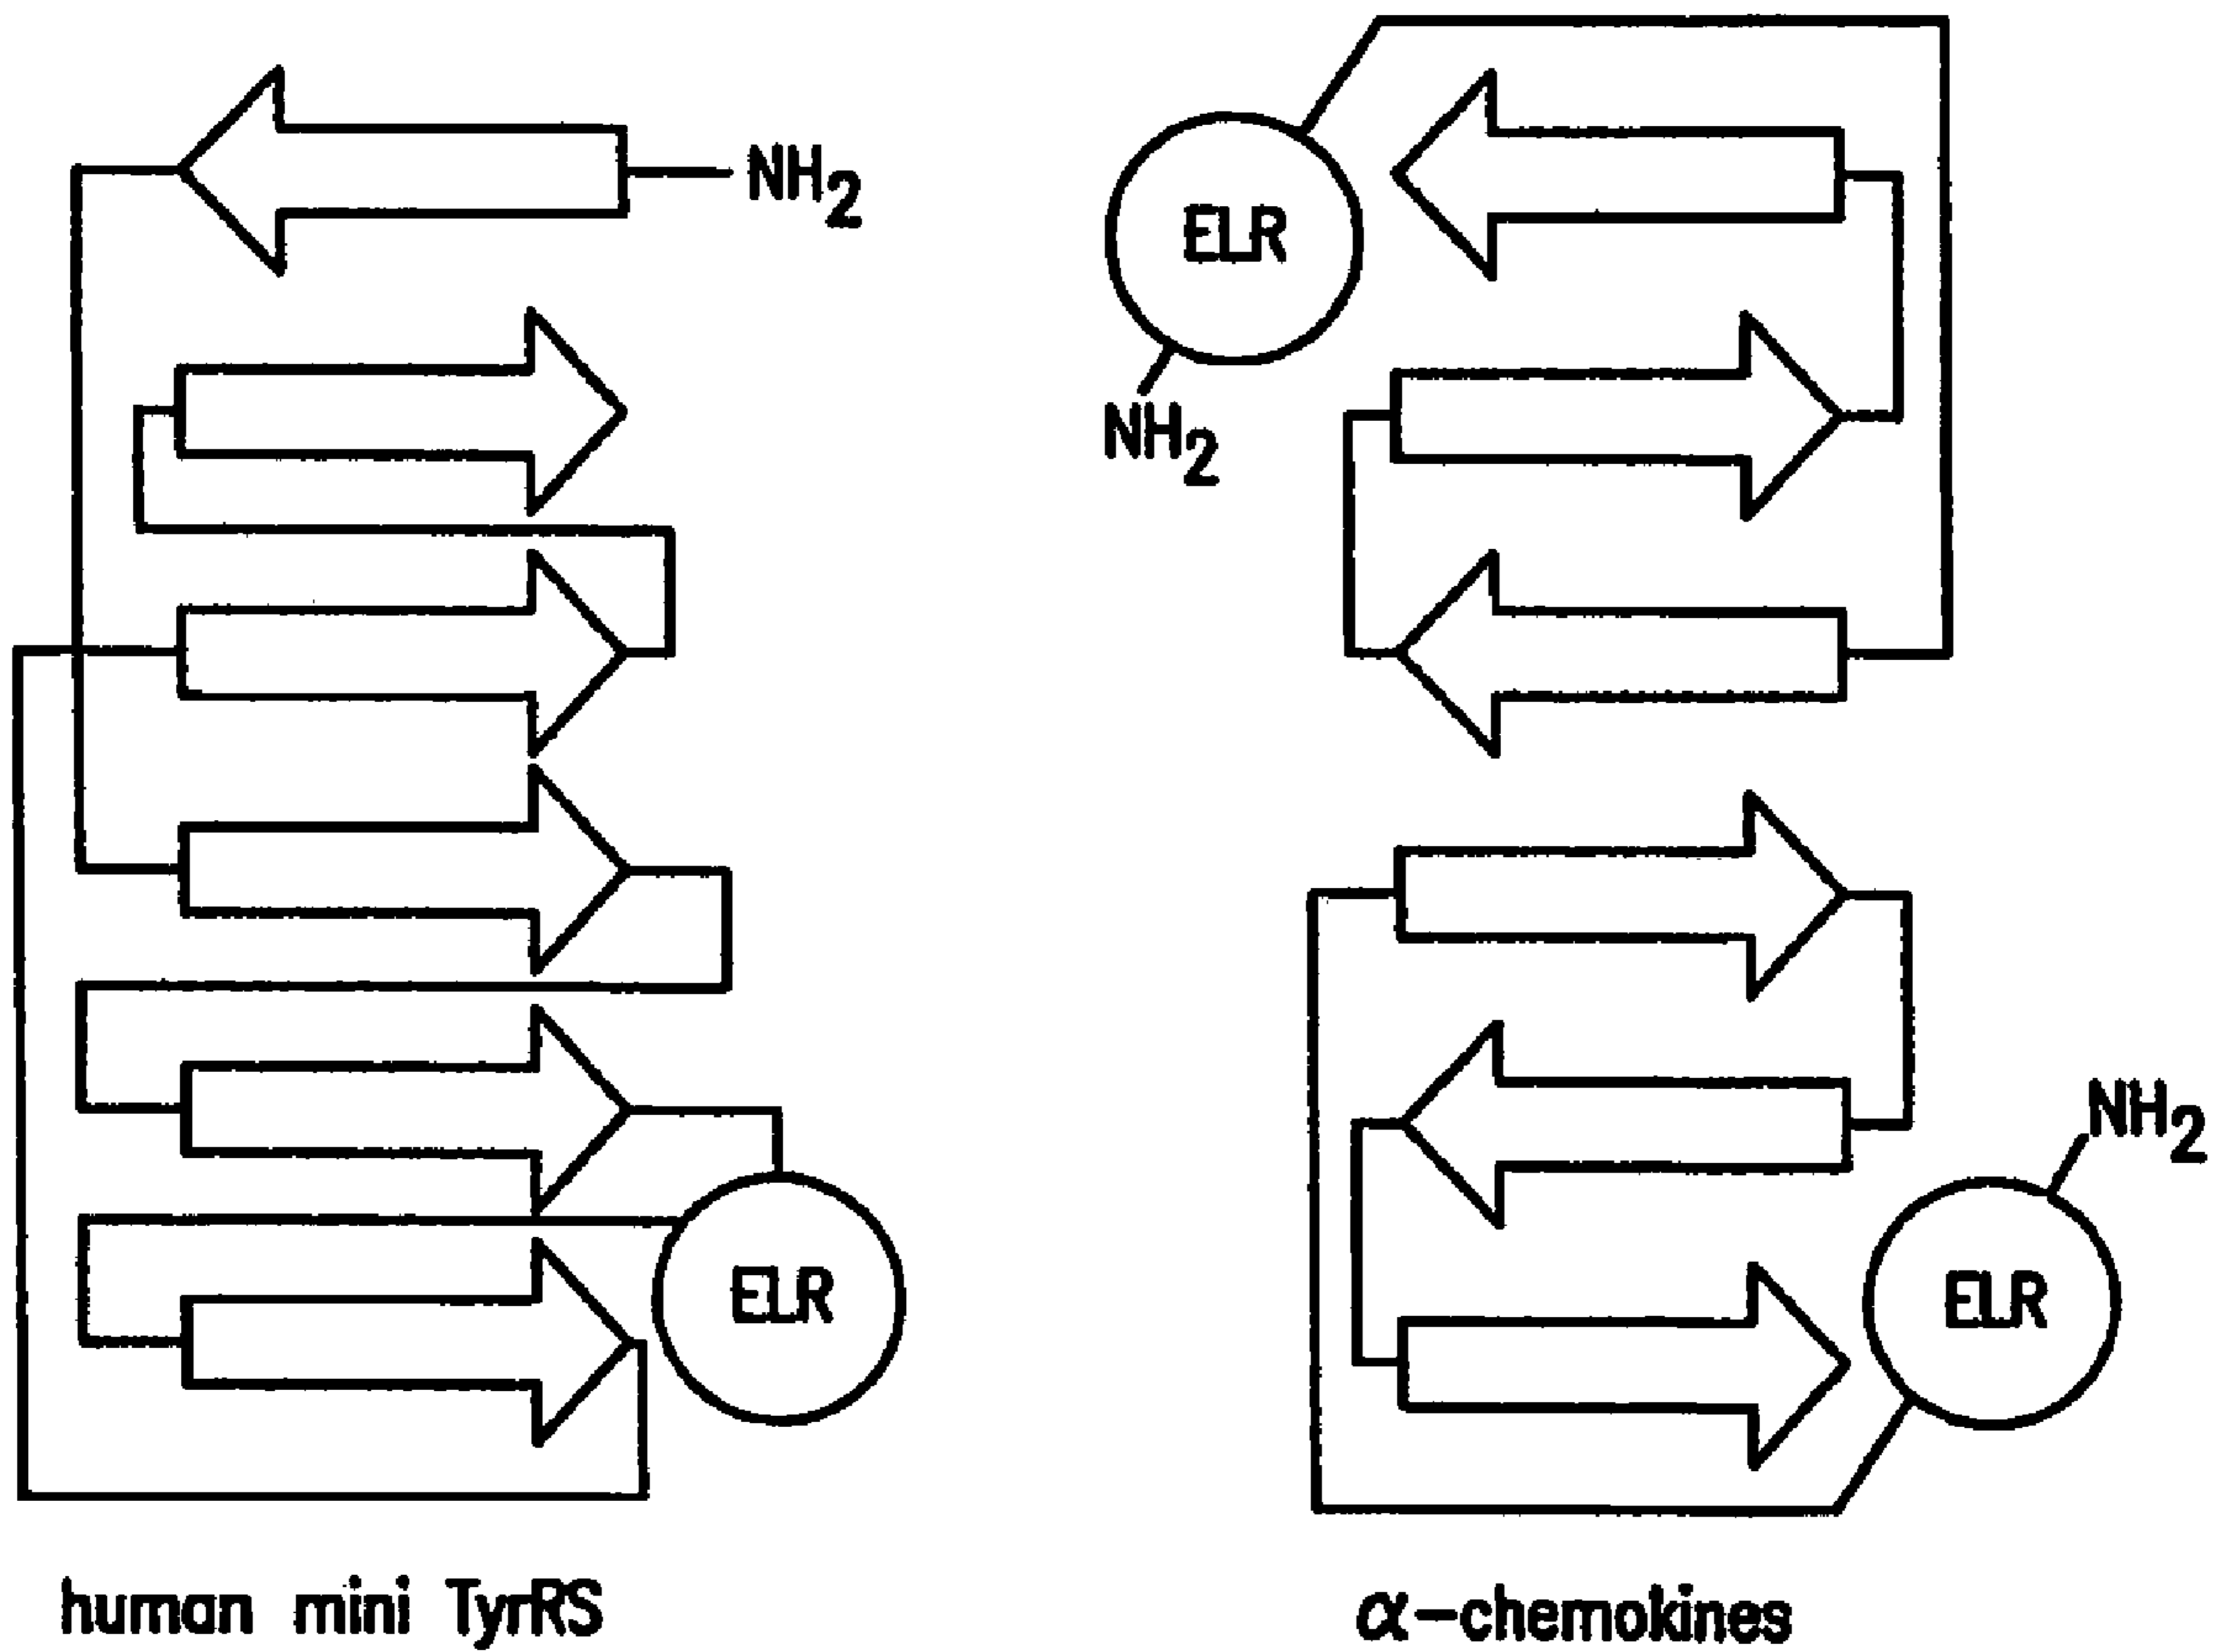 NH2
ELR
NH2
NH2
ELR
ELR
human mini TyrRS
α-chemokines